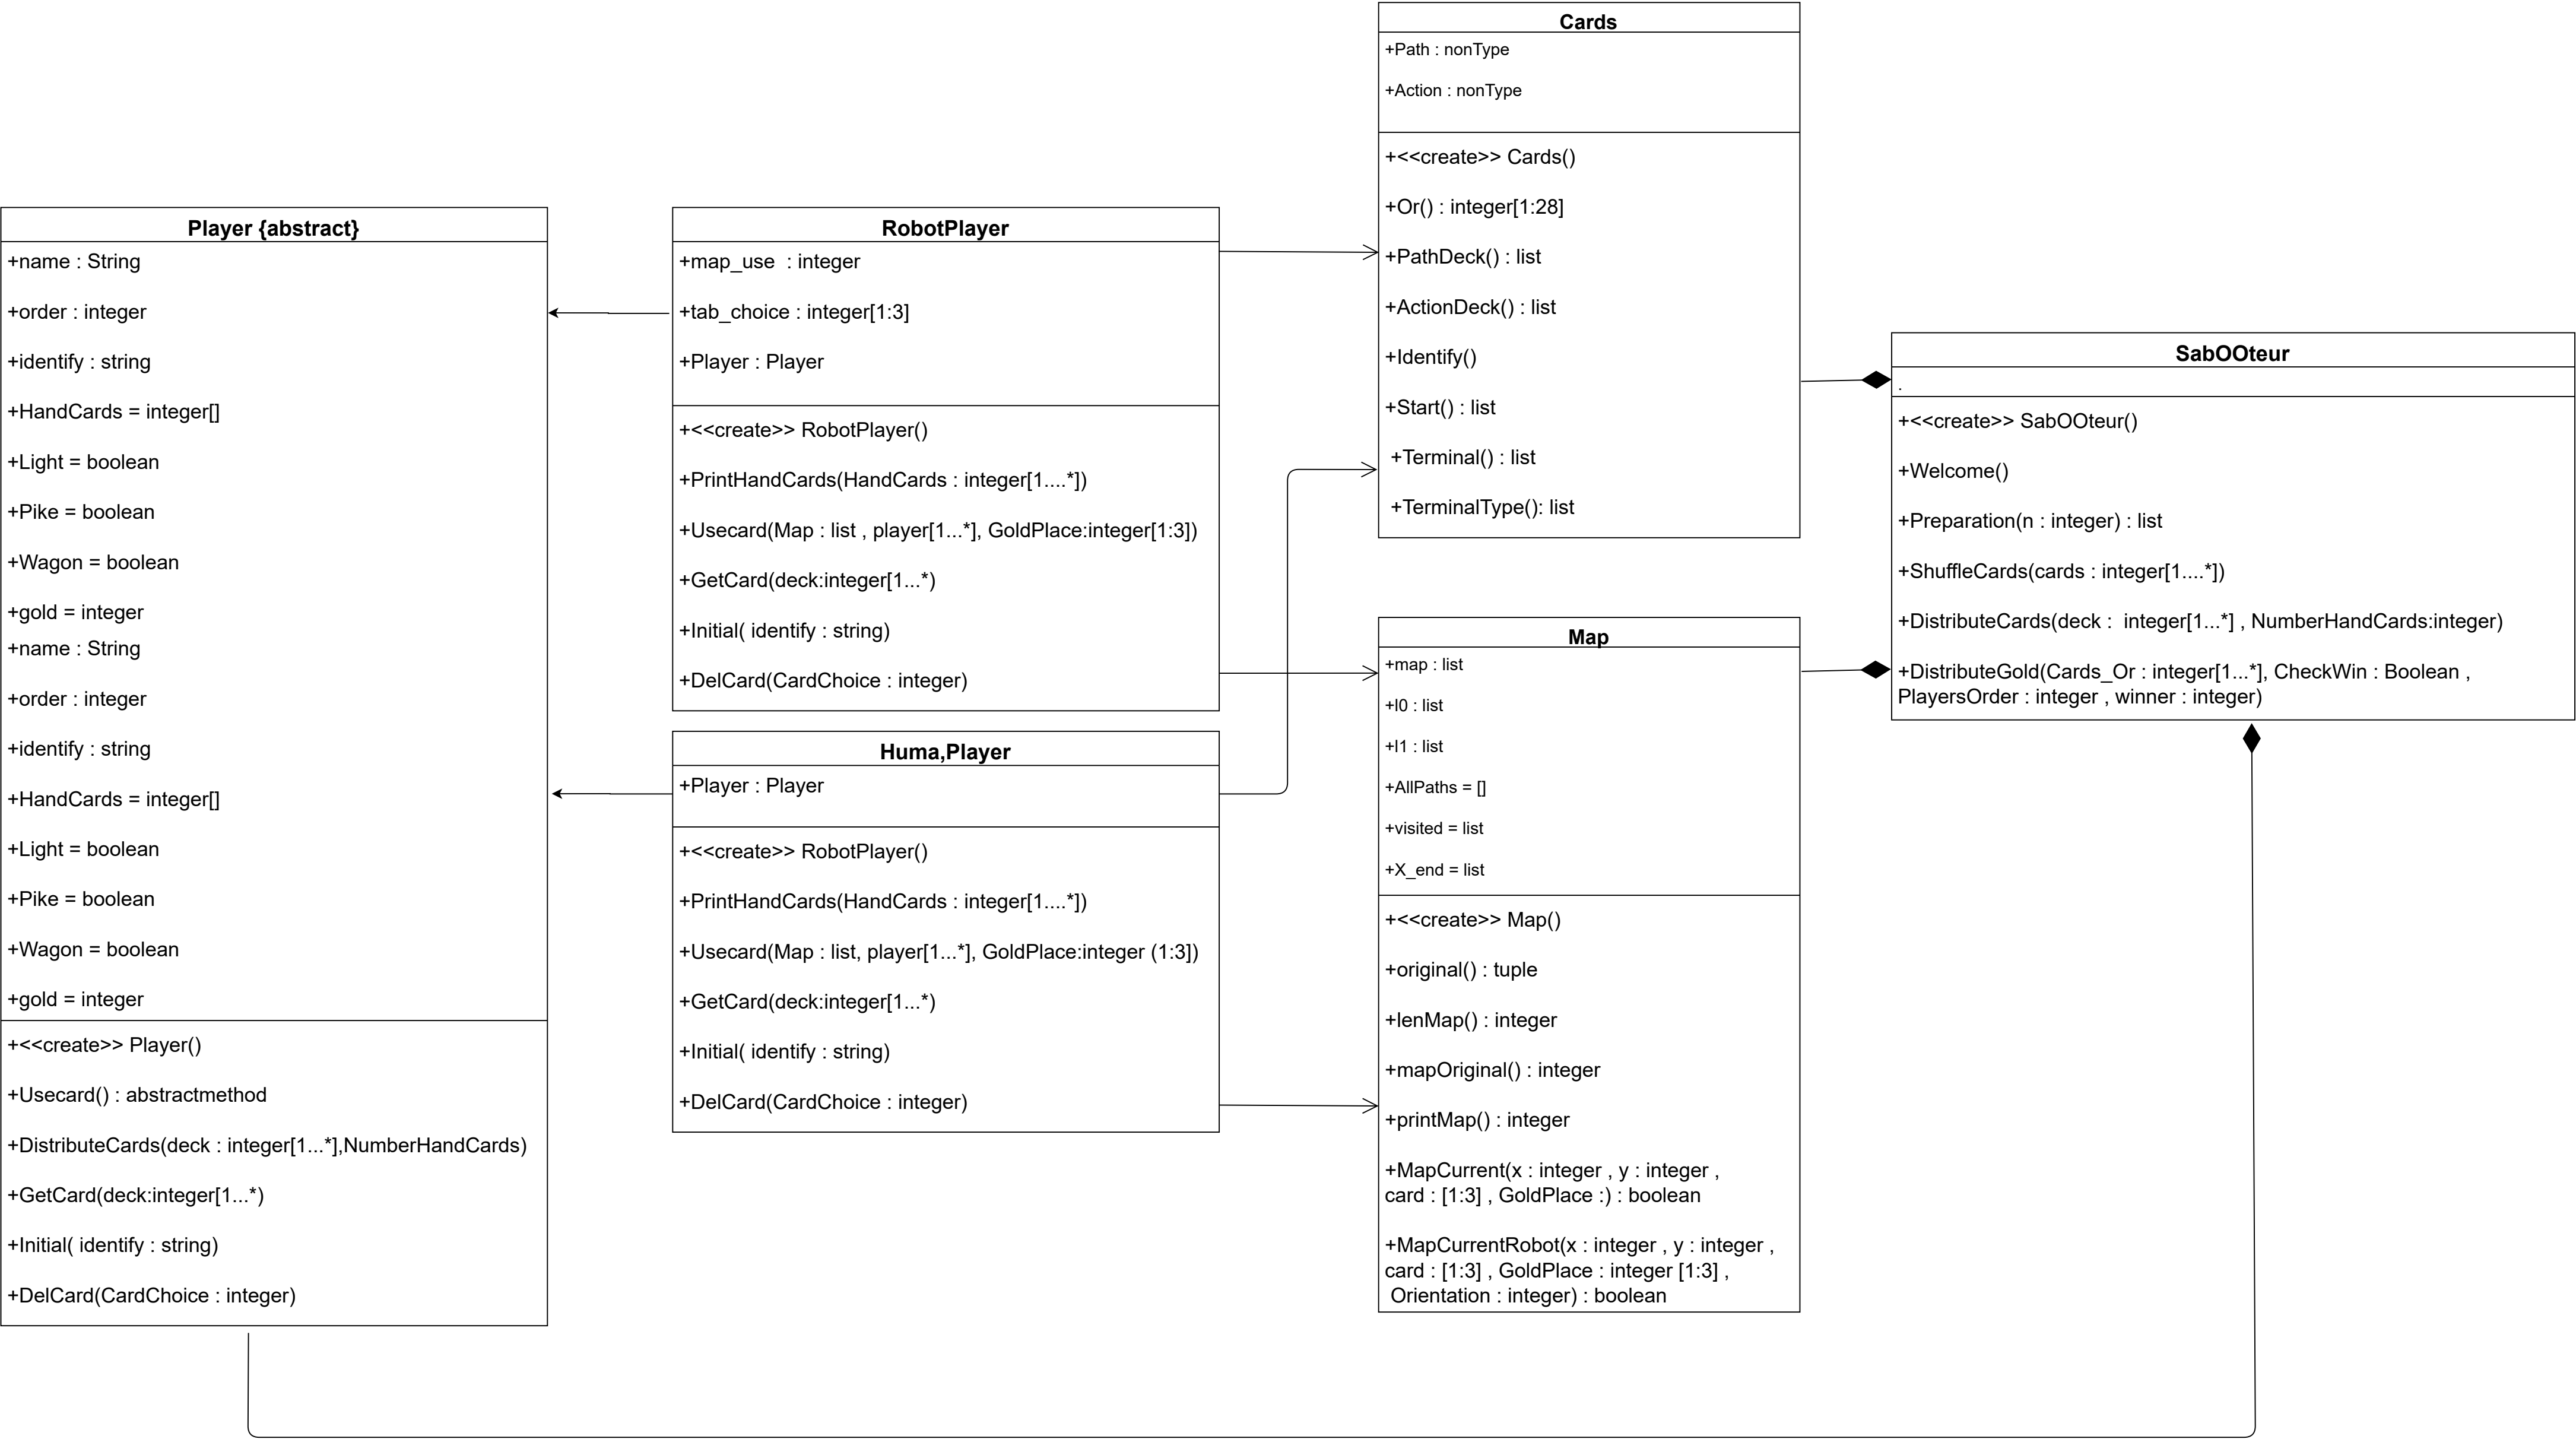 Player {abstract}
+name : String
+order : integer
+identify : string
+HandCards = integer[]
+Light = boolean
+Pike = boolean
+Wagon = boolean
+gold = integer
+name : String
+order : integer
+identify : string
+HandCards = integer[]
+Light = boolean
+Pike = boolean
+Wagon = boolean
+gold = integer
+<<create>> Player()
+Usecard() : abstractmethod
+DistributeCards(deck : integer[1...*],NumberHandCards)
+GetCard(deck:integer[1...*)
+Initial( identify : string)
+DelCard(CardChoice : integer)
RobotPlayer
+map_use  : integer
+tab_choice : integer[1:3]
+Player : Player
+<<create>> RobotPlayer()
+PrintHandCards(HandCards : integer[1....*])
+Usecard(Map : list , player[1...*], GoldPlace:integer[1:3])
+GetCard(deck:integer[1...*)
+Initial( identify : string)
+DelCard(CardChoice : integer)
Huma,Player
+Player : Player
+<<create>> RobotPlayer()
+PrintHandCards(HandCards : integer[1....*])
+Usecard(Map : list, player[1...*], GoldPlace:integer (1:3])
+GetCard(deck:integer[1...*)
+Initial( identify : string)
+DelCard(CardChoice : integer)
Cards
+Path : nonType
+Action : nonType
+<<create>> Cards()
+Or() : integer[1:28]
+PathDeck() : list
+ActionDeck() : list
+Identify()
+Start() : list
+Terminal() : list
+TerminalType(): list
Map
+map : list
+l0 : list
+l1 : list
+AllPaths = []
+visited = list
+X_end = list
+<<create>> Map()
+original() : tuple
+lenMap() : integer
+mapOriginal() : integer
+printMap() : integer
+MapCurrent(x : integer , y : integer ,
card : [1:3] , GoldPlace :) : boolean
+MapCurrentRobot(x : integer , y : integer ,
card : [1:3] , GoldPlace : integer [1:3] ,
Orientation : integer) : boolean
SabOOteur
.
+<<create>> SabOOteur()
+Welcome()
+Preparation(n : integer) : list
+ShuffleCards(cards : integer[1....*])
+DistributeCards(deck :  integer[1...*] , NumberHandCards:integer)
+DistributeGold(Cards_Or : integer[1...*], CheckWin : Boolean ,
PlayersOrder : integer , winner : integer)